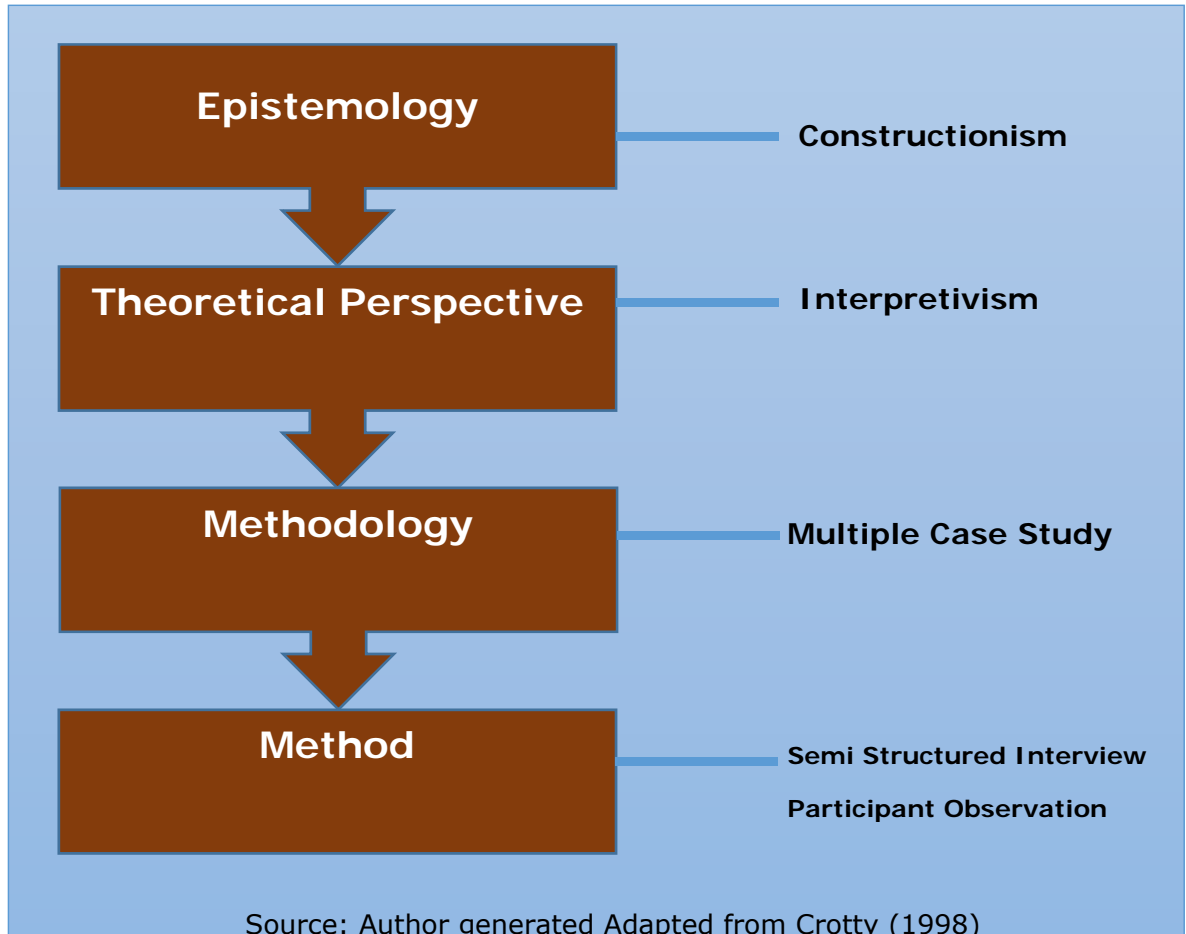 Epistemology
Constructionism
Theoretical Perspective
Interpretivism
Methodology
Multiple Case Study
Method
Semi Structured Interview
Participant Observation
Source: Author generated Adapted from Crotty (1998)